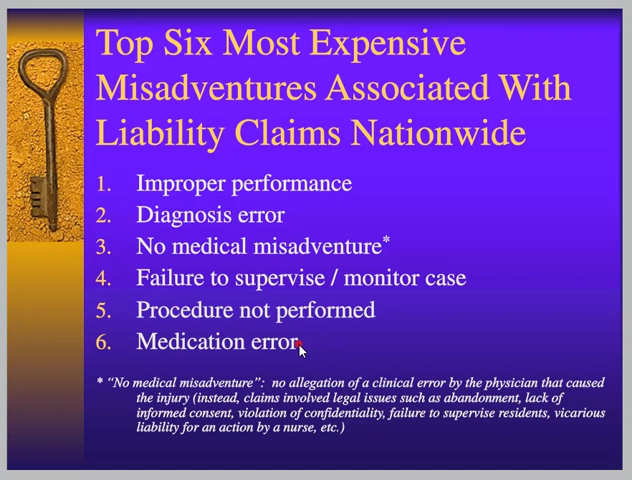 Top Six Most Expensive
Misadventures Associated With
Liability Claims Nationwide
1. Improper performance
2. Diagnosis error
3. No medical misadventure*
4. Failure to supervise / monitor case
5. Procedure not performed
6. Medication error
* “No medical misadventure”: no allegation of a clinical error by the physician that caused
the injury (instead, claims involved legal issues such as abandonment, lack of
informed consent, violation of confidentiality, failure to supervise residents, vicarious
liability for an action by a nurse, etc.)